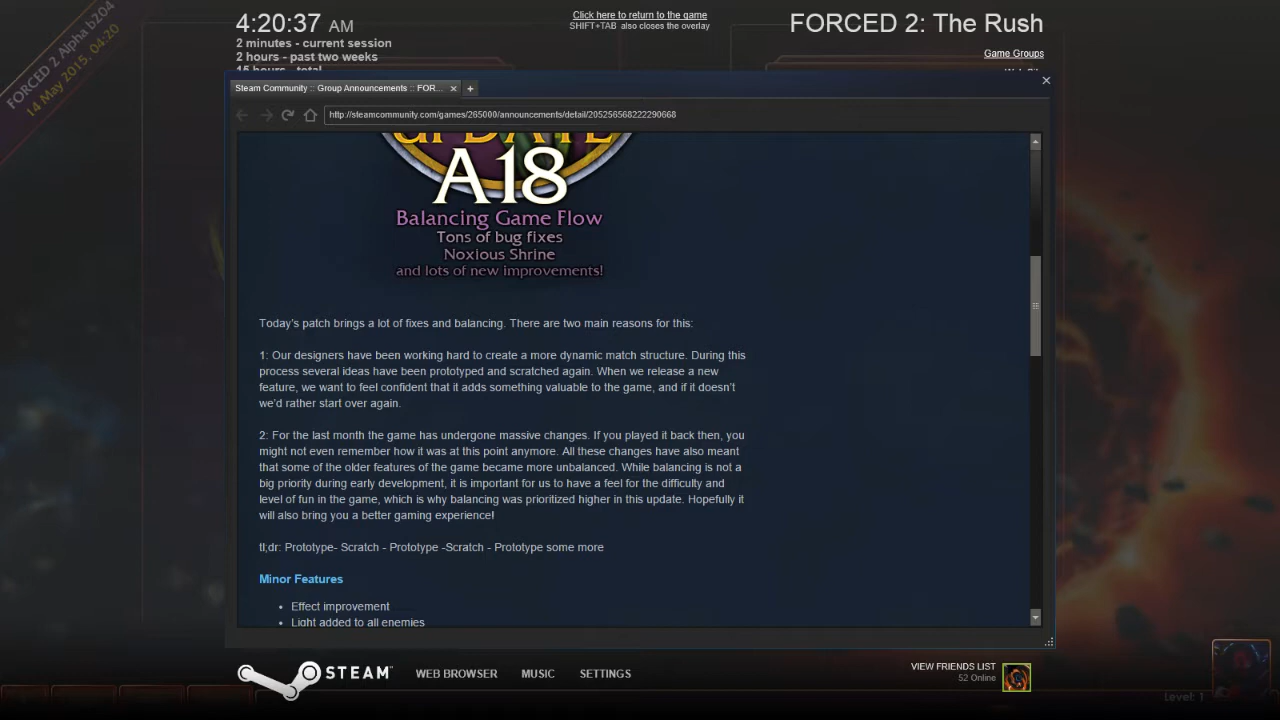 FORCED 2 Alpha b204
14 May 2015, 04:20
4:20:37 AM
2 minutes - current session
2 hours - past two weeks
15 hours - total
Click here to return to the game
SHIFT+TAB also closes the overlay
FORCED 2: The Rush
Game Groups
Steam Community :: Group Announcements :: FOR...
http://steamcommunity.com/games/265000/announcements/detail/205256568222290668
UPDATE
A18
Balancing Game Flow
Tons of bug fixes
Noxious Shrine
and lots of new improvements!
Today's patch brings a lot of fixes and balancing. There are two main reasons for this:
1: Our designers have been working hard to create a more dynamic match structure. During this
process several ideas have been prototyped and scratched again. When we release a new
feature, we want to feel confident that it adds something valuable to the game, and if it doesn't
we'd rather start over again.
2: For the last month the game has undergone massive changes. If you played it back then, you
might not even remember how it was at this point anymore. All these changes have also meant
that some of the older features of the game became more unbalanced. While balancing is not a
big priority during early development, it is important for us to have a feel for the difficulty and
level of fun in the game, which is why balancing was prioritized higher in this update. Hopefully it
will also bring you a better gaming experience!
tl;dr: Prototype- Scratch - Prototype -Scratch - Prototype some more
Minor Features
• Effect improvement
• Light added to all enemies
STEAM™
WEB BROWSER
MUSIC
SETTINGS
VIEW FRIENDS LIST
52 Online
Level: 1